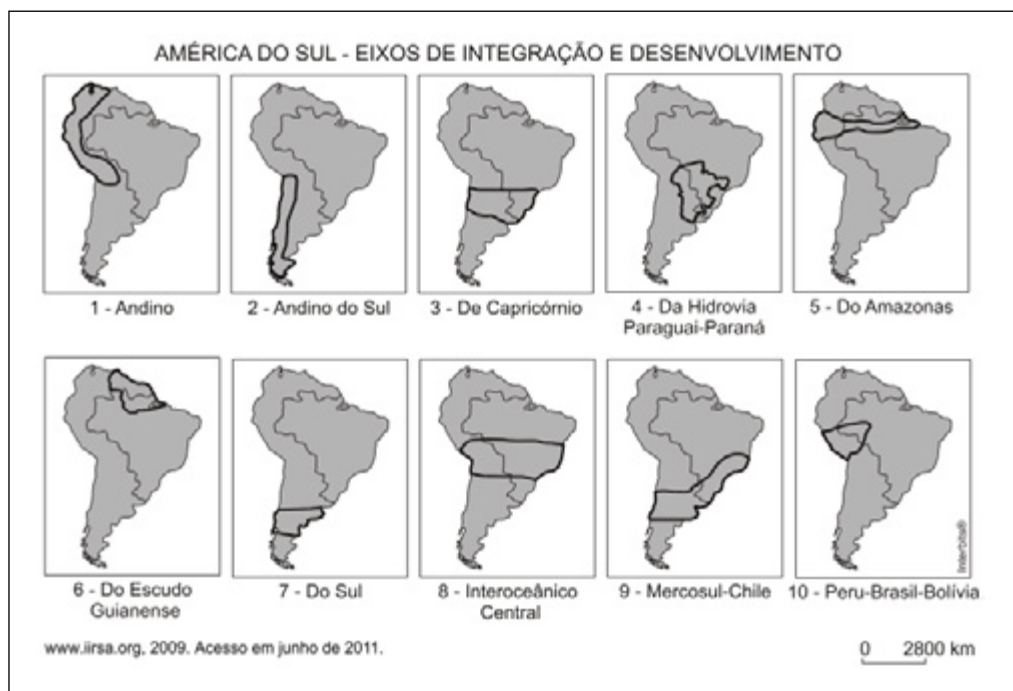 AMÉRICA DO SUL - EIXOS DE INTEGRAÇÃO E DESENVOLVIMENTO
1 - Andino
2 - Andino do Sul
3 - De Capricórnio
4 - Da Hidrovia
Paraguai-Paraná
5 - Do Amazonas
6 - Do Escudo
Guianense
7 - Do Sul
8 - Interoceânico
Central
9 - Mercosul-Chile
10 - Peru-Brasil-Bolívia
Interbits®
www.iirsa.org, 2009. Acesso em junho de 2011.
0 2800 km